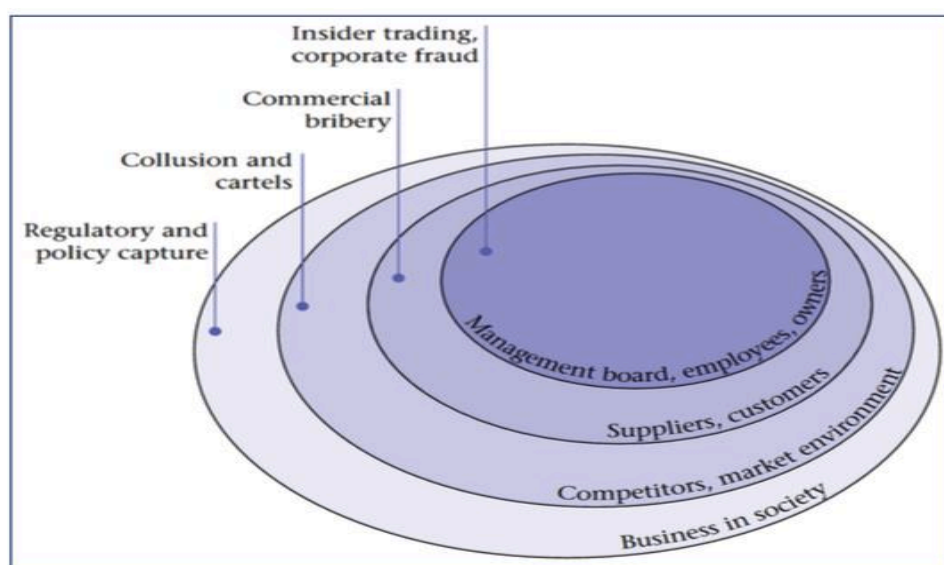 Insider trading,
corporate fraud
Commercial
bribery
Collusion and
cartels
Regulatory and
policy capture
Management board, employees, owners
Suppliers, customers
Competitors, market environment
Business in society